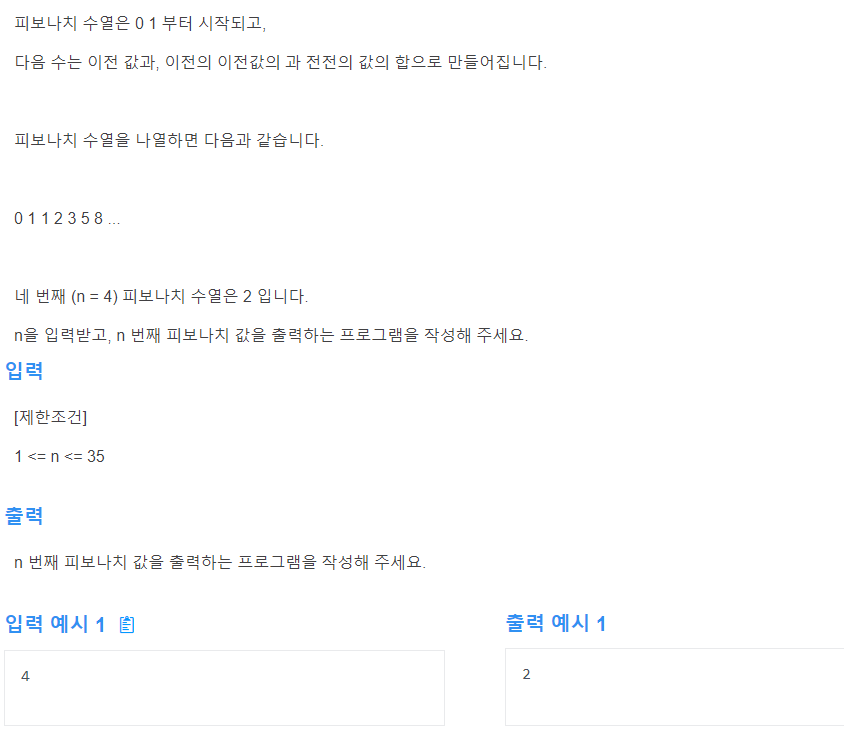 피보나치 수열은 0 1 부터 시작되고,
다음 수는 이전 값과, 이전의 이전값의 과 전전의 값의 합으로 만들어집니다.
피보나치 수열을 나열하면 다음과 같습니다.
0 1 1 2 3 5 8 ...
네 번째 (n = 4) 피보나치 수열은 2 입니다.
n을 입력받고, n 번째 피보나치 값을 출력하는 프로그램을 작성해 주세요.
입력
[제한조건]
1 <= n <= 35
출력
n 번째 피보나치 값을 출력하는 프로그램을 작성해 주세요.
입력 예시 1
4
출력 예시 1
2